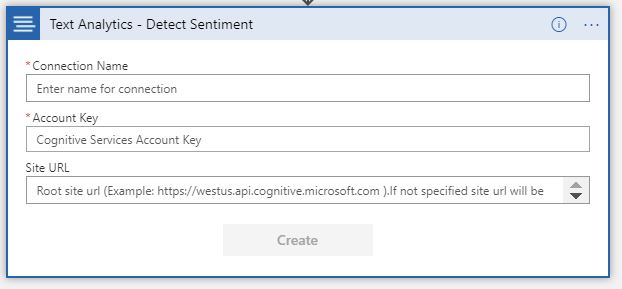 Text Analytics - Detect Sentiment
* Connection Name
Enter name for connection
* Account Key
Cognitive Services Account Key
Site URL
Root site url (Example: https://westus.api.cognitive.microsoft.com ).If not specified site url will be
Create